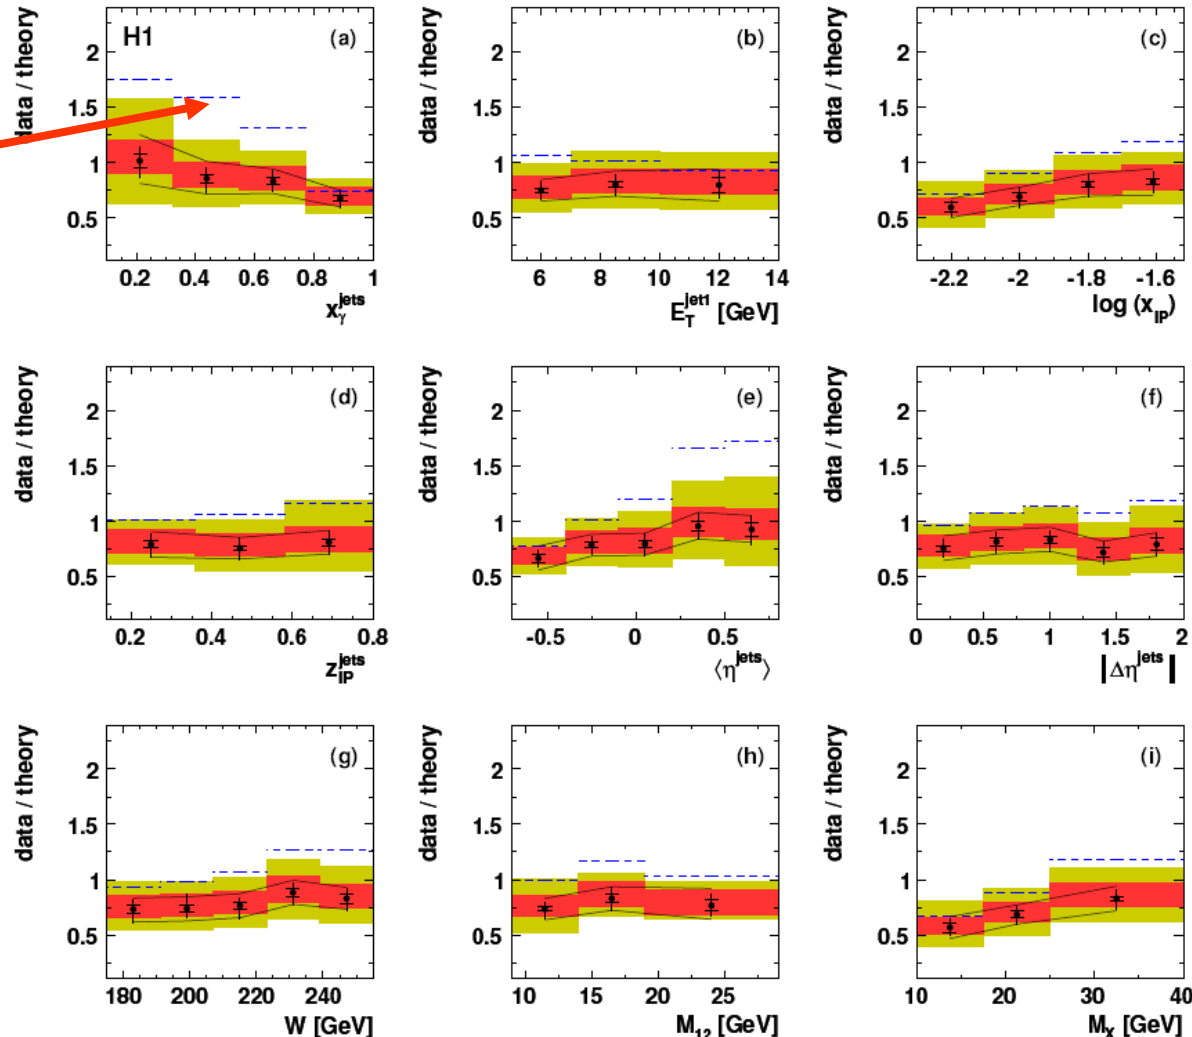 H1
(a)
data / theory
2
1.5
1
0.5
0.2 0.4 0.6 0.8 1
x_γ^jets
(b)
data / theory
2
1.5
1
0.5
6 8 10 12 14
E_T^jet1 [GeV]
(c)
data / theory
2
1.5
1
0.5
-2.2 -2 -1.8 -1.6
log (x_IP)
(d)
data / theory
2
1.5
1
0.5
0.2 0.4 0.6 0.8
z_IP^jets
(e)
data / theory
2
1.5
1
0.5
-0.5 0 0.5
⟨η^jets⟩
(f)
data / theory
2
1.5
1
0.5
0 0.5 1 1.5 2
|Δη^jets|
(g)
data / theory
2
1.5
1
0.5
180 200 220 240
W [GeV]
(h)
data / theory
2
1.5
1
0.5
10 15 20 25
M_12 [GeV]
(i)
data / theory
2
1.5
1
0.5
10 20 30 40
M_X [GeV]